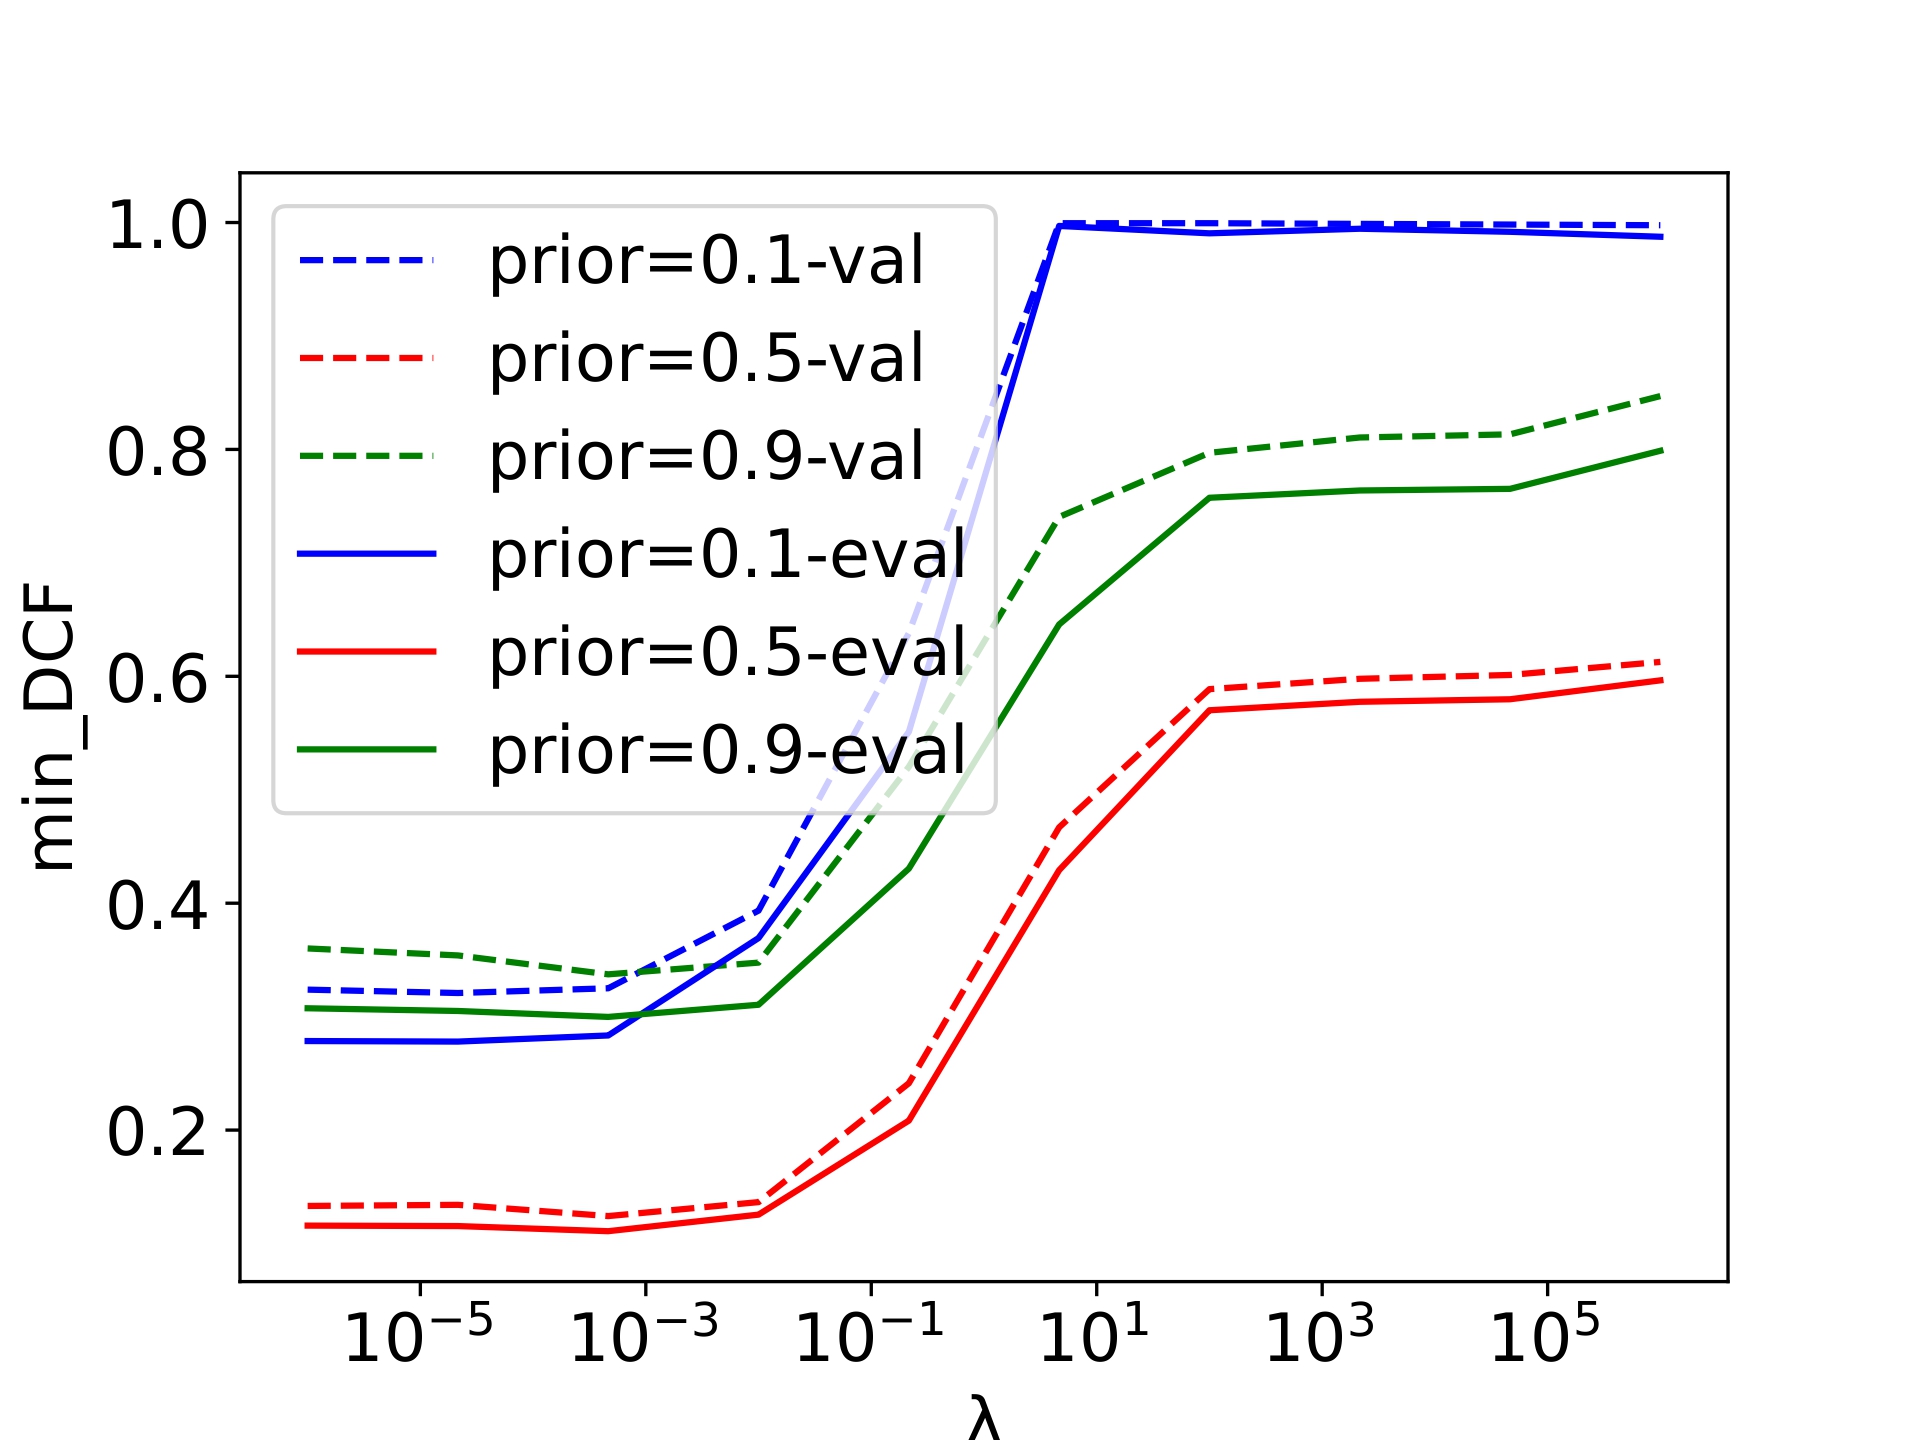 prior=0.1-val
prior=0.5-val
prior=0.9-val
prior=0.1-eval
prior=0.5-eval
prior=0.9-eval
min_DCF
1.0
0.8
0.6
0.4
0.2
10⁻⁵ 10⁻³ 10⁻¹ 10¹ 10³ 10⁵
λ